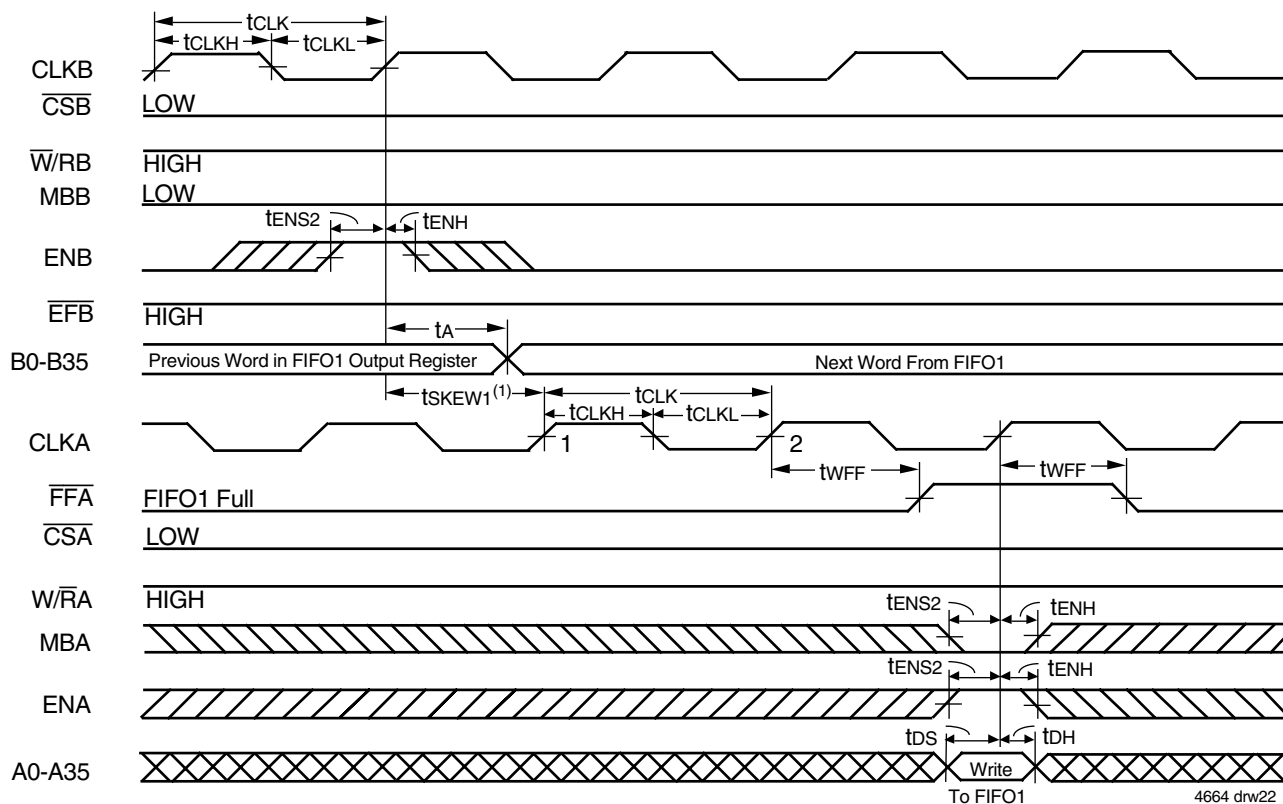 tCLK
tCLKH tCLKL
CLKB
CSB LOW
W/RB HIGH
MBB LOW
tENS2 tENH
ENB
EFB HIGH
tA
B0-B35 Previous Word in FIFO1 Output Register Next Word From FIFO1
tSKEW1(1) tCLK
tCLKH tCLKL
CLKA 1 2
tWFF tWFF
FFA FIFO1 Full
CSA LOW
W/RA HIGH
tENS2 tENH
MBA
tENS2 tENH
ENA
tDS tDH
A0-A35 Write
To FIFO1 4664 drw22